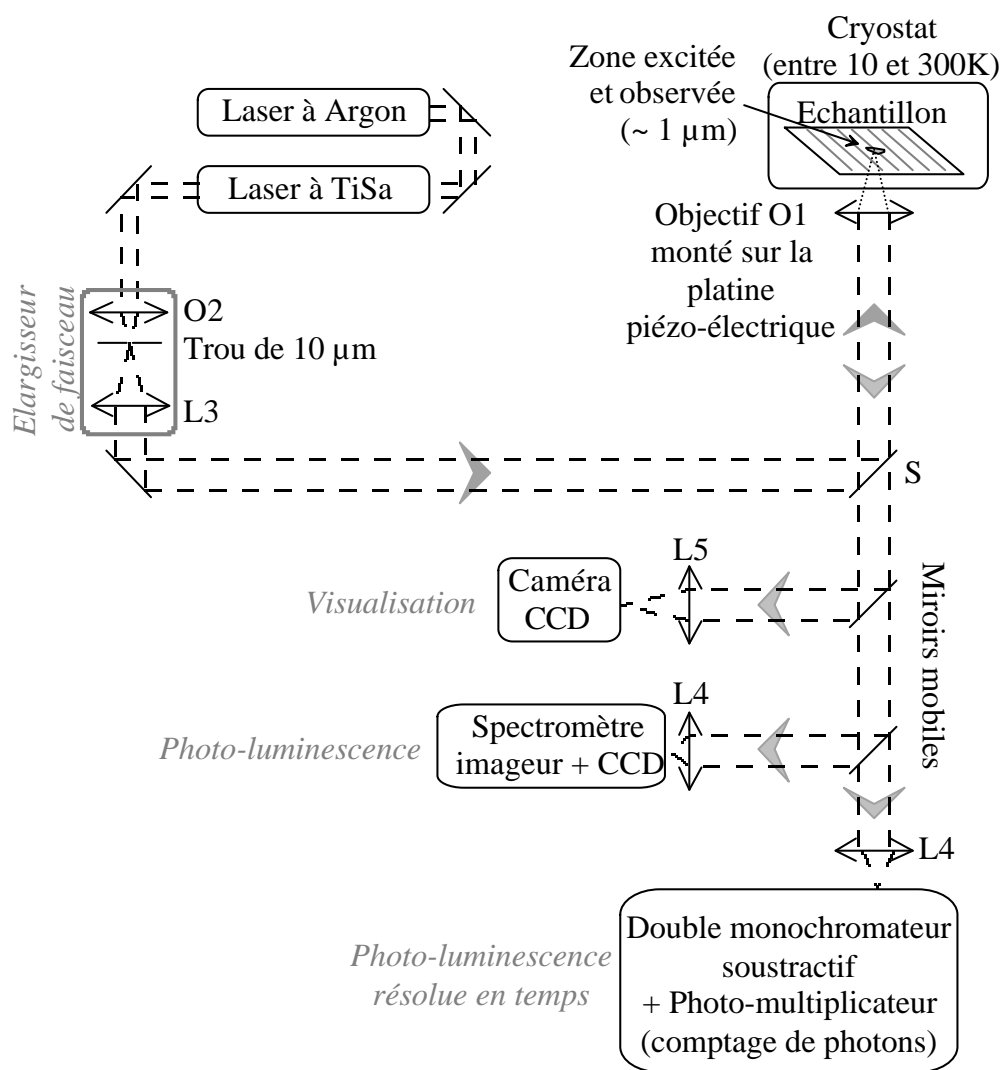 Cryostat
(entre 10 et 300K)
Zone excitée
et observée
(~ 1 µm)
Echantillon
Laser à Argon
Laser à TiSa
Objectif O1
monté sur la
platine
piézo-électrique
Elargisseur
de faisceau
O2
Trou de 10 µm
L3
S
L5
Visualisation
Caméra
CCD
Miroirs mobiles
L4
Photo-luminescence
Spectromètre
imageur + CCD
L4
Photo-luminescence
résolue en temps
Double monochromateur
soustractif
+ Photo-multiplicateur
(comptage de photons)